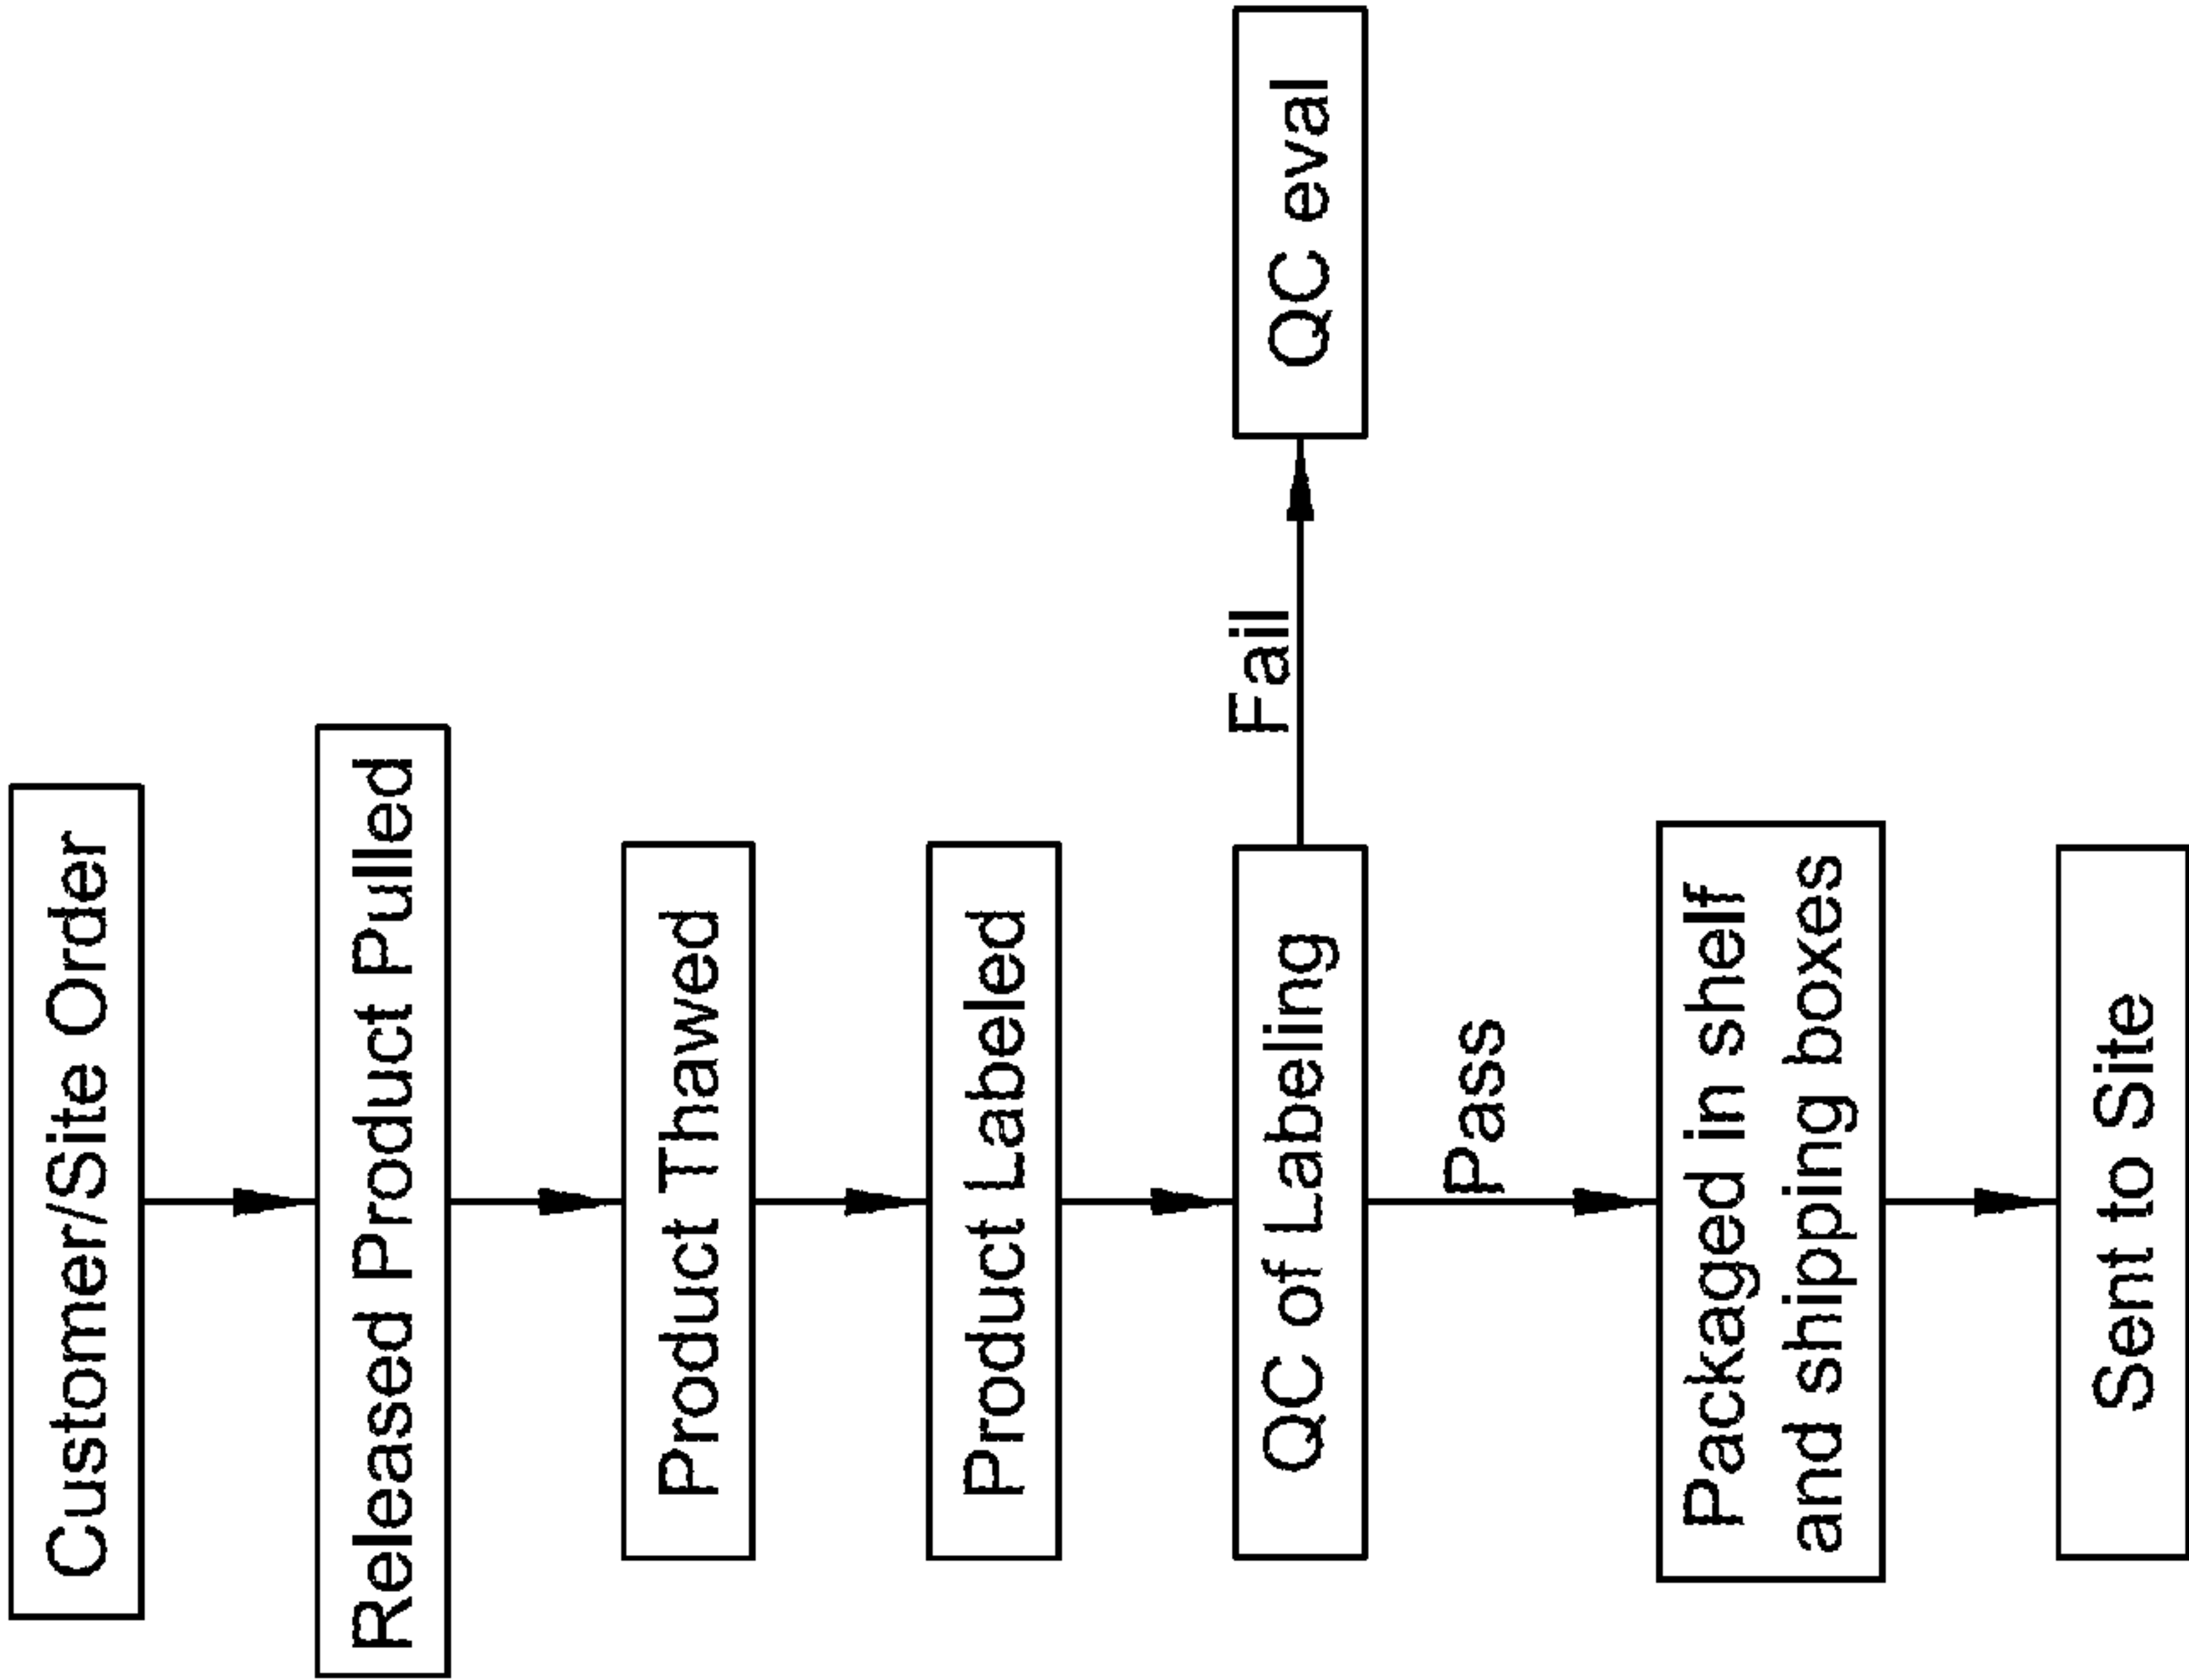 Customer/Site Order
Released Product Pulled
Product Thawed
Product Labeled
QC of Labeling
Fail
QC eval
Pass
Packaged in shelf
and shipping boxes
Sent to Site